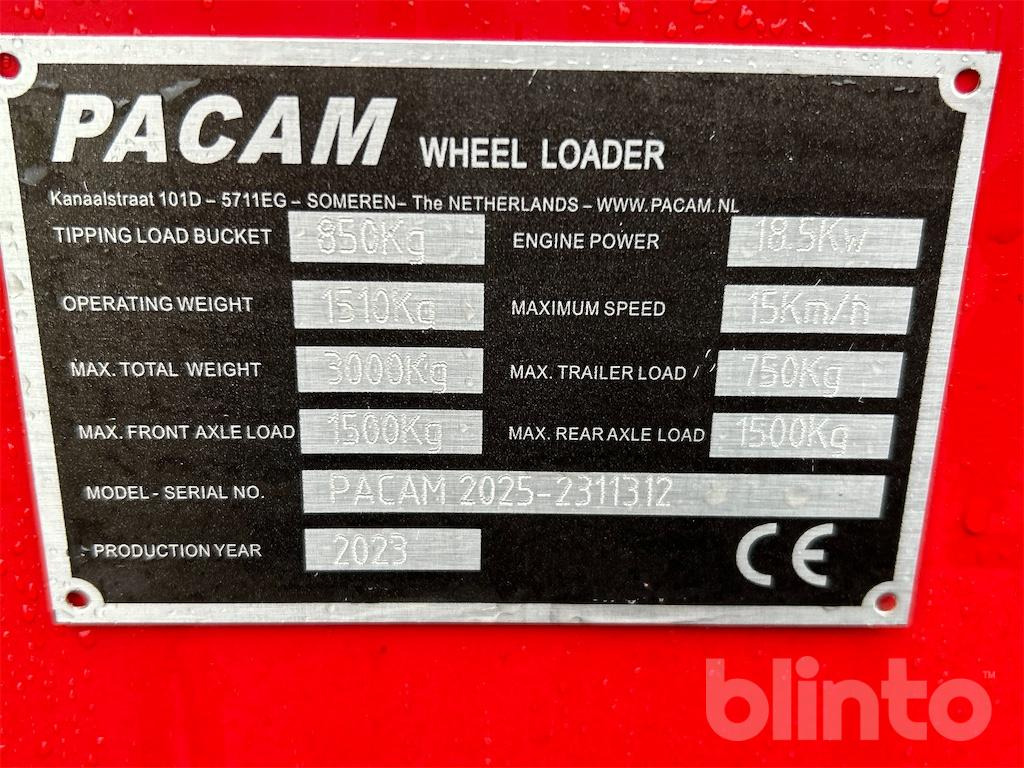 PACAM WHEEL LOADER
Kanaalstraat 101D – 5711EG – SOMEREN– The NETHERLANDS – WWW.PACAM.NL
TIPPING LOAD BUCKET 850Kg ENGINE POWER 18.5Kw
OPERATING WEIGHT 1510Kg MAXIMUM SPEED 15Km/h
MAX. TOTAL WEIGHT 3000Kg MAX. TRAILER LOAD 750Kg
MAX. FRONT AXLE LOAD 1500Kg MAX. REAR AXLE LOAD 1500Kg
MODEL - SERIAL NO. PACAM 2025-2311312
PRODUCTION YEAR 2023 CE
blinto™